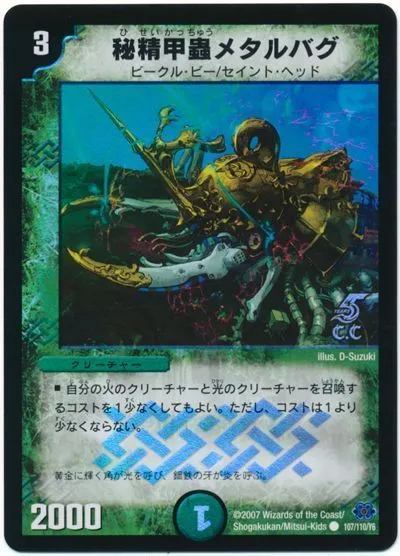 3
ひせいかっちゅう
秘精甲蟲メタルバグ
ビークル・ビー/セイント・ヘッド
5 YEARS
C.C
illus. D-Suzuki
クリーチャー
■ 自分の火のクリーチャーと光のクリーチャーを召喚す
るコストを1少なくしてもよい。ただし、コストは1より
少なくならない。
黄金に輝く角が光を呼び、鋼鉄の牙が炎を呼ぶ。
2000
1
©2007 Wizards of the Coast/
Shogakukan/Mitsui-Kids ● 107/110/Y6